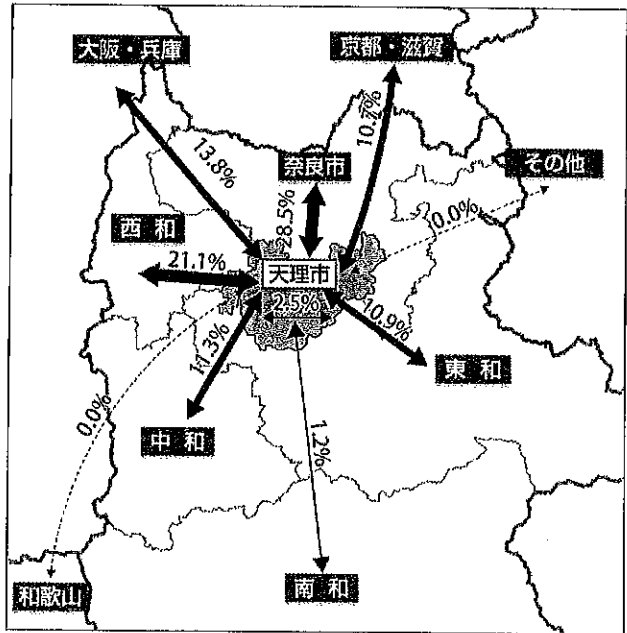 大阪・兵庫
京都・滋賀
10.7%
13.8%
奈良市
その他
28.5%
0.0%
西和
21.1%
天理市
2.5%
10.9%
11.3%
東和
0.0%
中和
1.2%
和歌山
南和